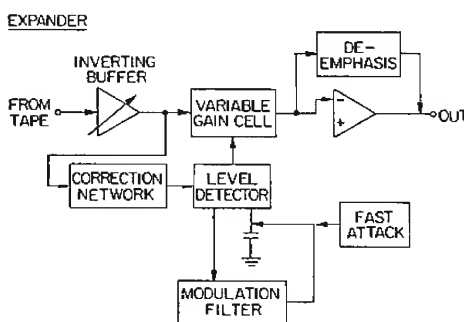 EXPANDER
INVERTING
BUFFER
DE-
EMPHASIS
FROM
TAPE
VARIABLE
GAIN CELL
-
+
OUT
CORRECTION
NETWORK
LEVEL
DETECTOR
FAST
ATTACK
MODULATION
FILTER